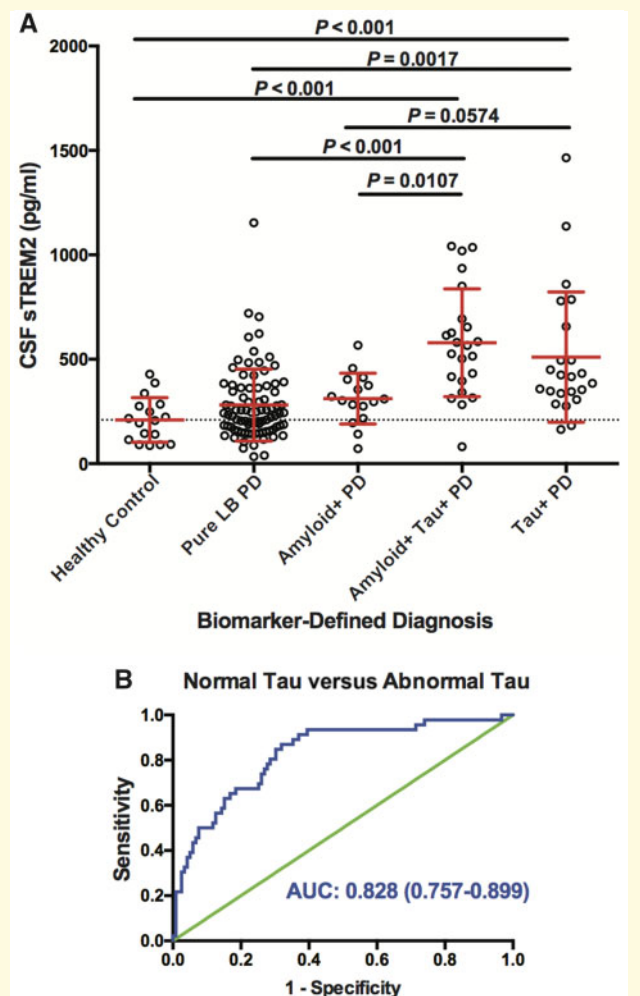 A
P < 0.001
P = 0.0017
P < 0.001
P = 0.0574
P < 0.001
P = 0.0107
CSF sTREM2 (pg/ml)
2000
1500
1000
500
0
Healthy Control
Pure LB PD
Amyloid+ PD
Amyloid+ Tau+ PD
Tau+ PD
Biomarker-Defined Diagnosis
B
Normal Tau versus Abnormal Tau
Sensitivity
1.0
0.8
0.6
0.4
0.2
0.0
AUC: 0.828 (0.757-0.899)
0.0 0.2 0.4 0.6 0.8 1.0
1 - Specificity